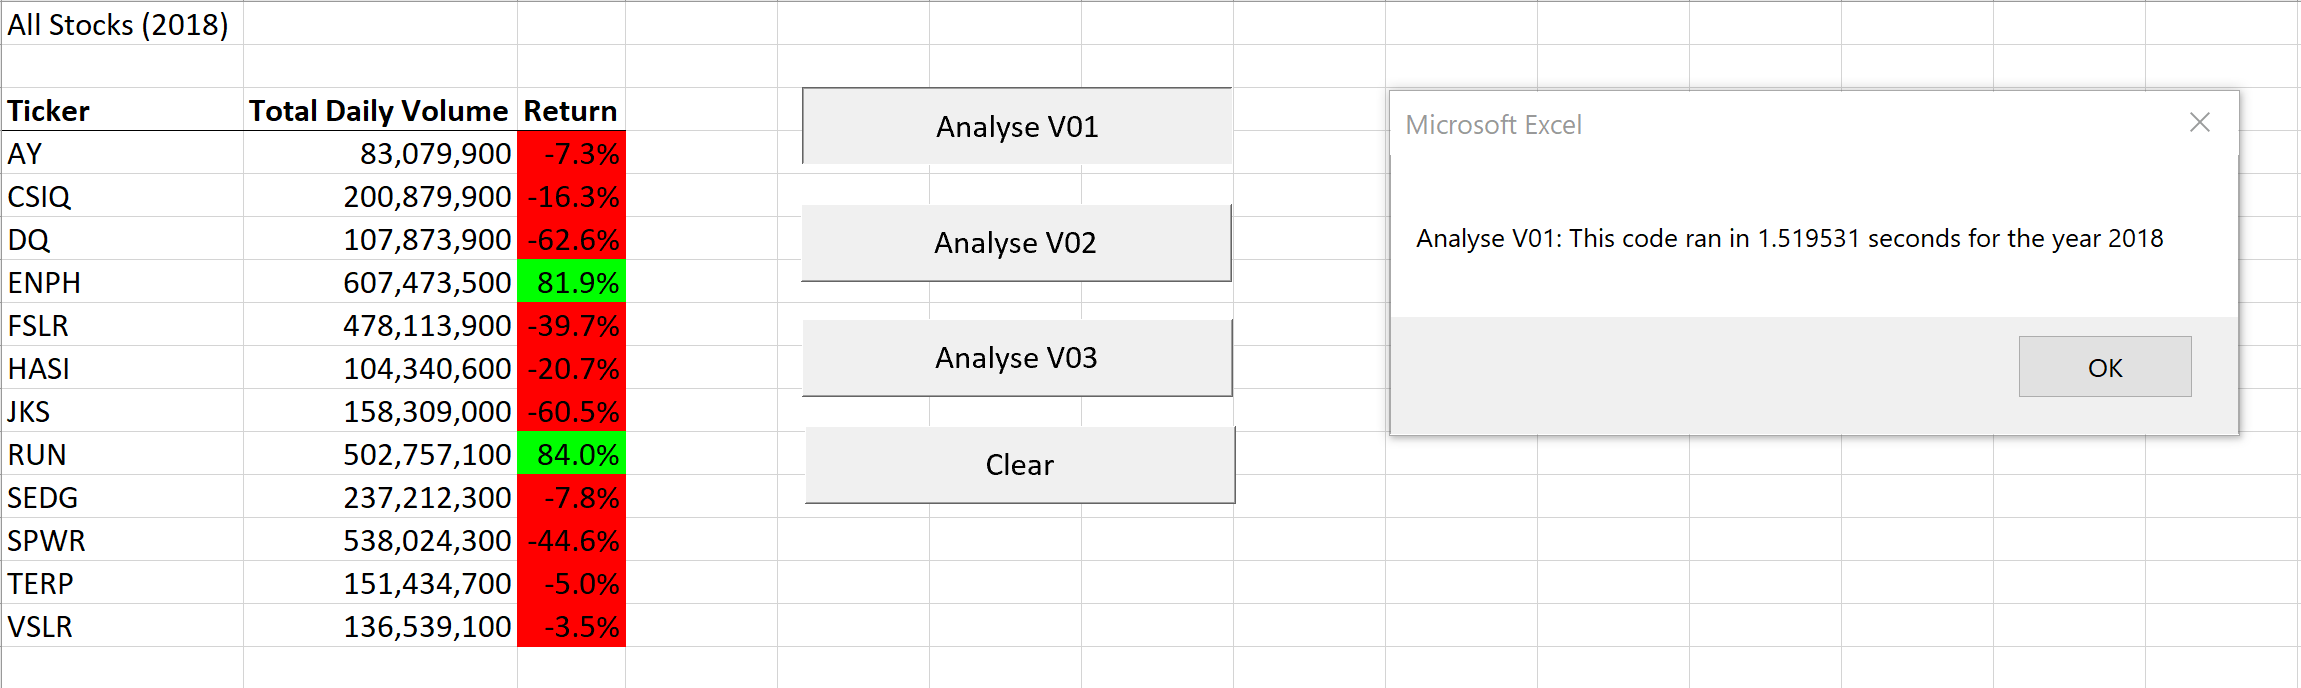 All Stocks (2018)
Ticker Total Daily Volume Return
AY 83,079,900 -7.3%
CSIQ 200,879,900 -16.3%
DQ 107,873,900 -62.6%
ENPH 607,473,500 81.9%
FSLR 478,113,900 -39.7%
HASI 104,340,600 -20.7%
JKS 158,309,000 -60.5%
RUN 502,757,100 84.0%
SEDG 237,212,300 -7.8%
SPWR 538,024,300 -44.6%
TERP 151,434,700 -5.0%
VSLR 136,539,100 -3.5%
Analyse V01
Analyse V02
Analyse V03
Clear
Microsoft Excel
Analyse V01: This code ran in 1.519531 seconds for the year 2018
OK